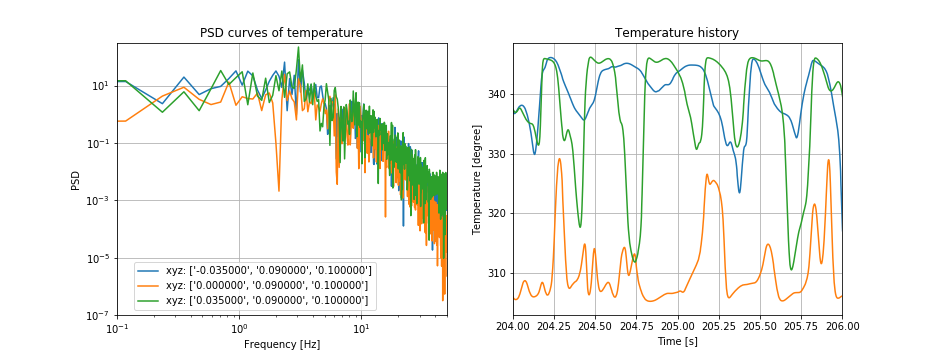 PSD curves of temperature
PSD
10^1
10^-1
10^-3
10^-5
10^-7
10^-1
10^0
10^1
Frequency [Hz]
xyz: ['-0.035000', '0.090000', '0.100000']
xyz: ['0.000000', '0.090000', '0.100000']
xyz: ['0.035000', '0.090000', '0.100000']
Temperature history
Temperature [degree]
340
330
320
310
204.00 204.25 204.50 204.75 205.00 205.25 205.50 205.75 206.00
Time [s]